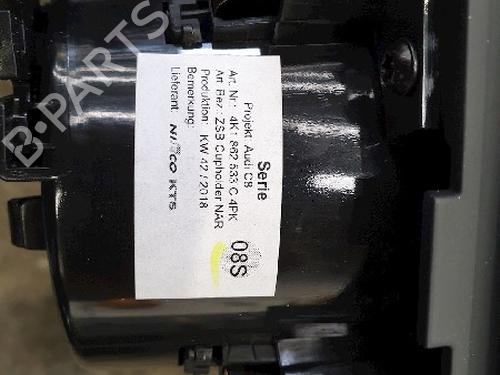 Serie
Projekt: Audi C8
Art. Nr.: 4K1 862 533 C 4PK
Art. Bez.: ZSB Cupholder NAR
Produktion: KW 42 / 2018
Bemerkung:
Lieferant: NIFCO KTS
08S